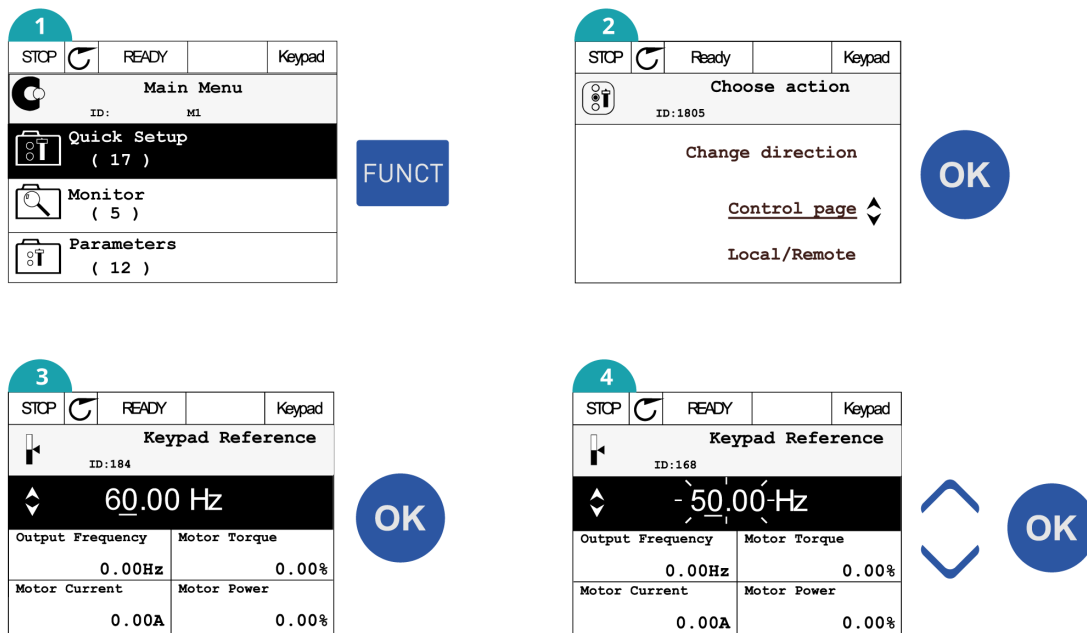 1
STOP READY Keypad
Main Menu
ID: M1
Quick Setup
( 17 )
Monitor
( 5 )
Parameters
( 12 )
FUNCT
2
STOP Ready Keypad
Choose action
ID:1805
Change direction
Control page
Local/Remote
OK
3
STOP READY Keypad
Keypad Reference
ID:184
60.00 Hz
Output Frequency Motor Torque
0.00Hz 0.00%
Motor Current Motor Power
0.00A 0.00%
OK
4
STOP READY Keypad
Keypad Reference
ID:168
50.00 Hz
Output Frequency Motor Torque
0.00Hz 0.00%
Motor Current Motor Power
0.00A 0.00%
OK